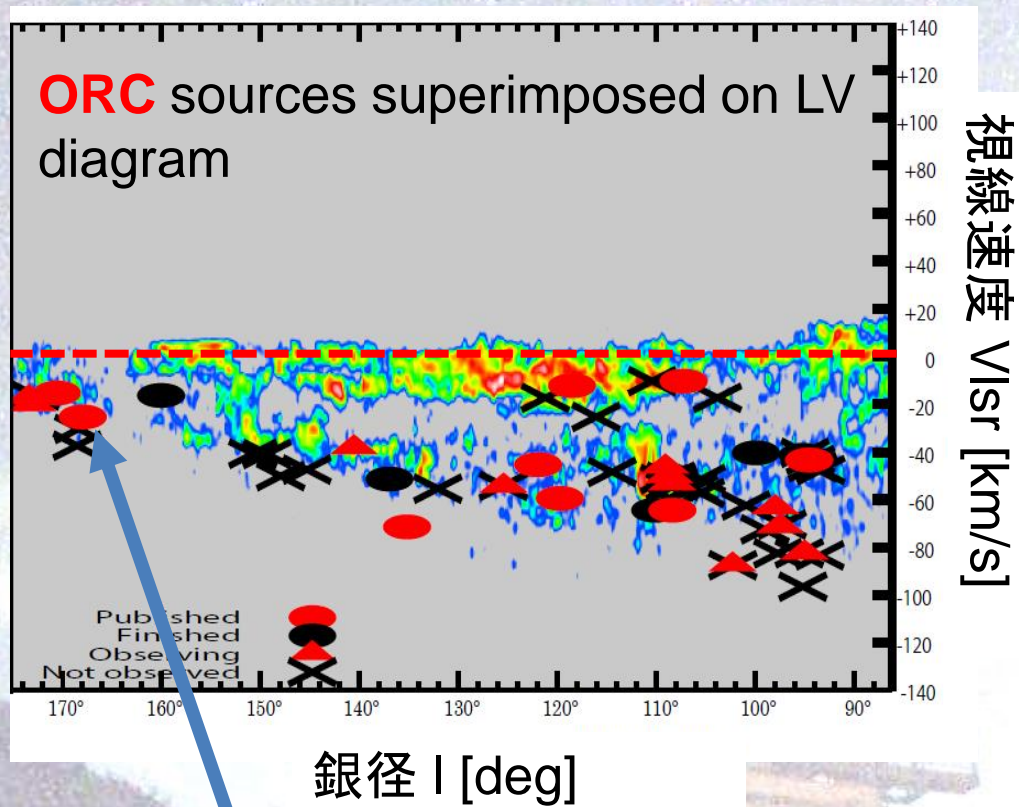 ORC sources superimposed on LV
diagram
+140
+120
+100
+80
+60
+40
+20
0
-20
-40
-60
-80
-100
-120
-140
視線速度 Vlsr [km/s]
Published
Finished
Observing
Not observed
170° 160° 150° 140° 130° 120° 110° 100° 90°
銀径 l [deg]